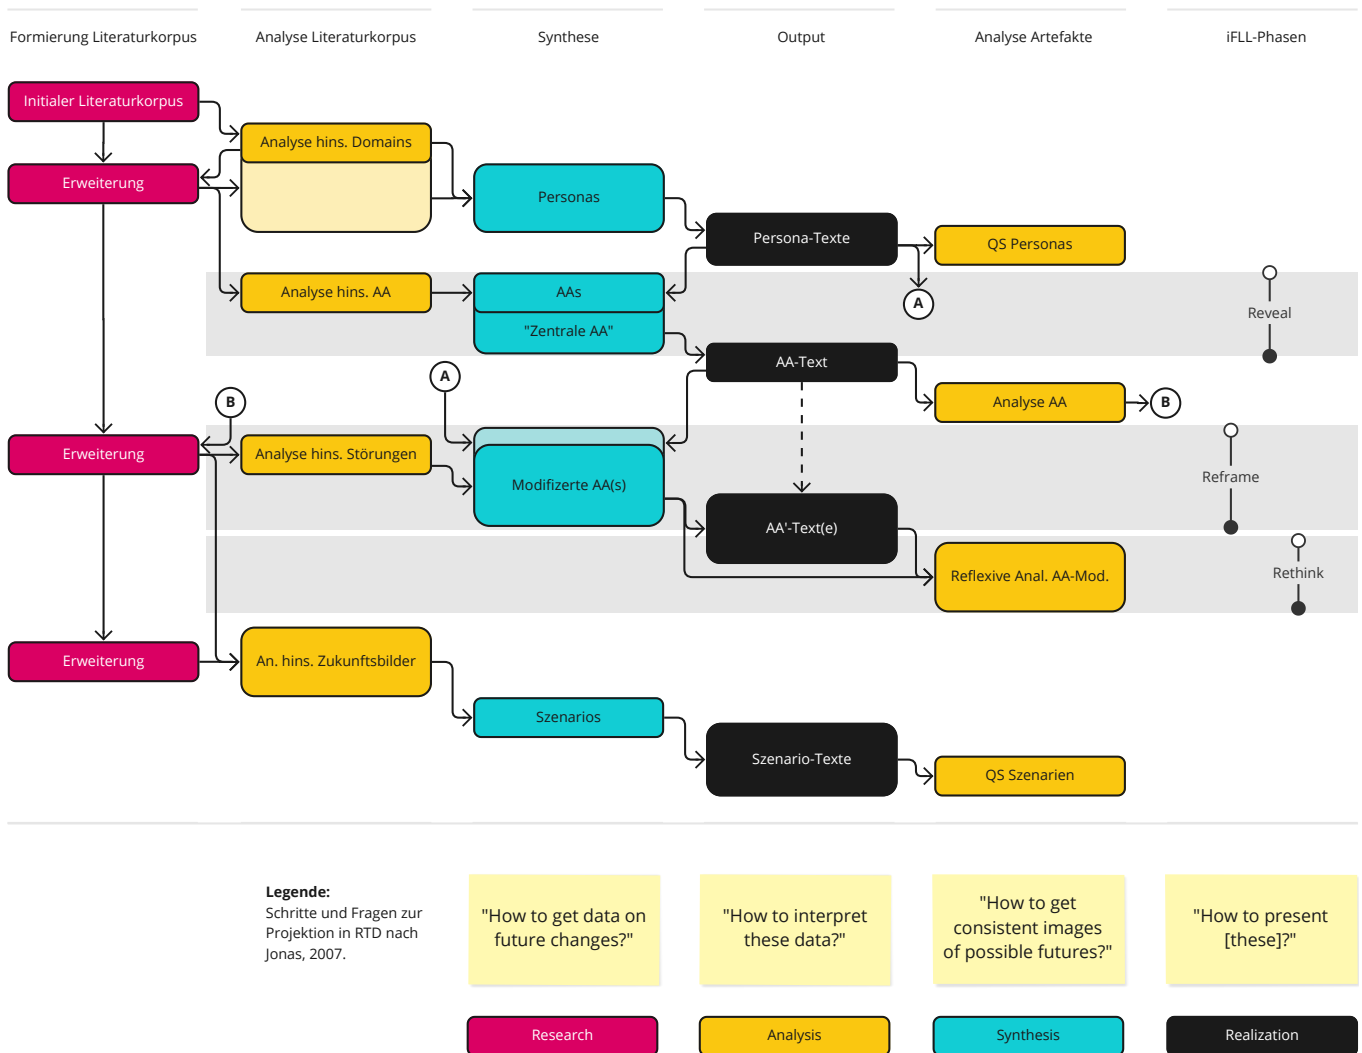 Formierung Literaturkorpus
Analyse Literaturkorpus
Synthese
Output
Analyse Artefakte
iFLL-Phasen
Initialer Literaturkorpus
Analyse hins. Domains
Erweiterung
Personas
Persona-Texte
QS Personas
Analyse hins. AA
AAs
A
"Zentrale AA"
Reveal
AA-Text
A
B
Analyse AA
B
Erweiterung
Analyse hins. Störungen
Modifizerte AA(s)
Reframe
AA'-Text(e)
Reflexive Anal. AA-Mod.
Rethink
Erweiterung
An. hins. Zukunftsbilder
Szenarios
Szenario-Texte
QS Szenarien
Legende:
Schritte und Fragen zur
Projektion in RTD nach
Jonas, 2007.
"How to get data on
future changes?"
"How to interpret
these data?"
"How to get
consistent images
of possible futures?"
"How to present
[these]?"
Research
Analysis
Synthesis
Realization